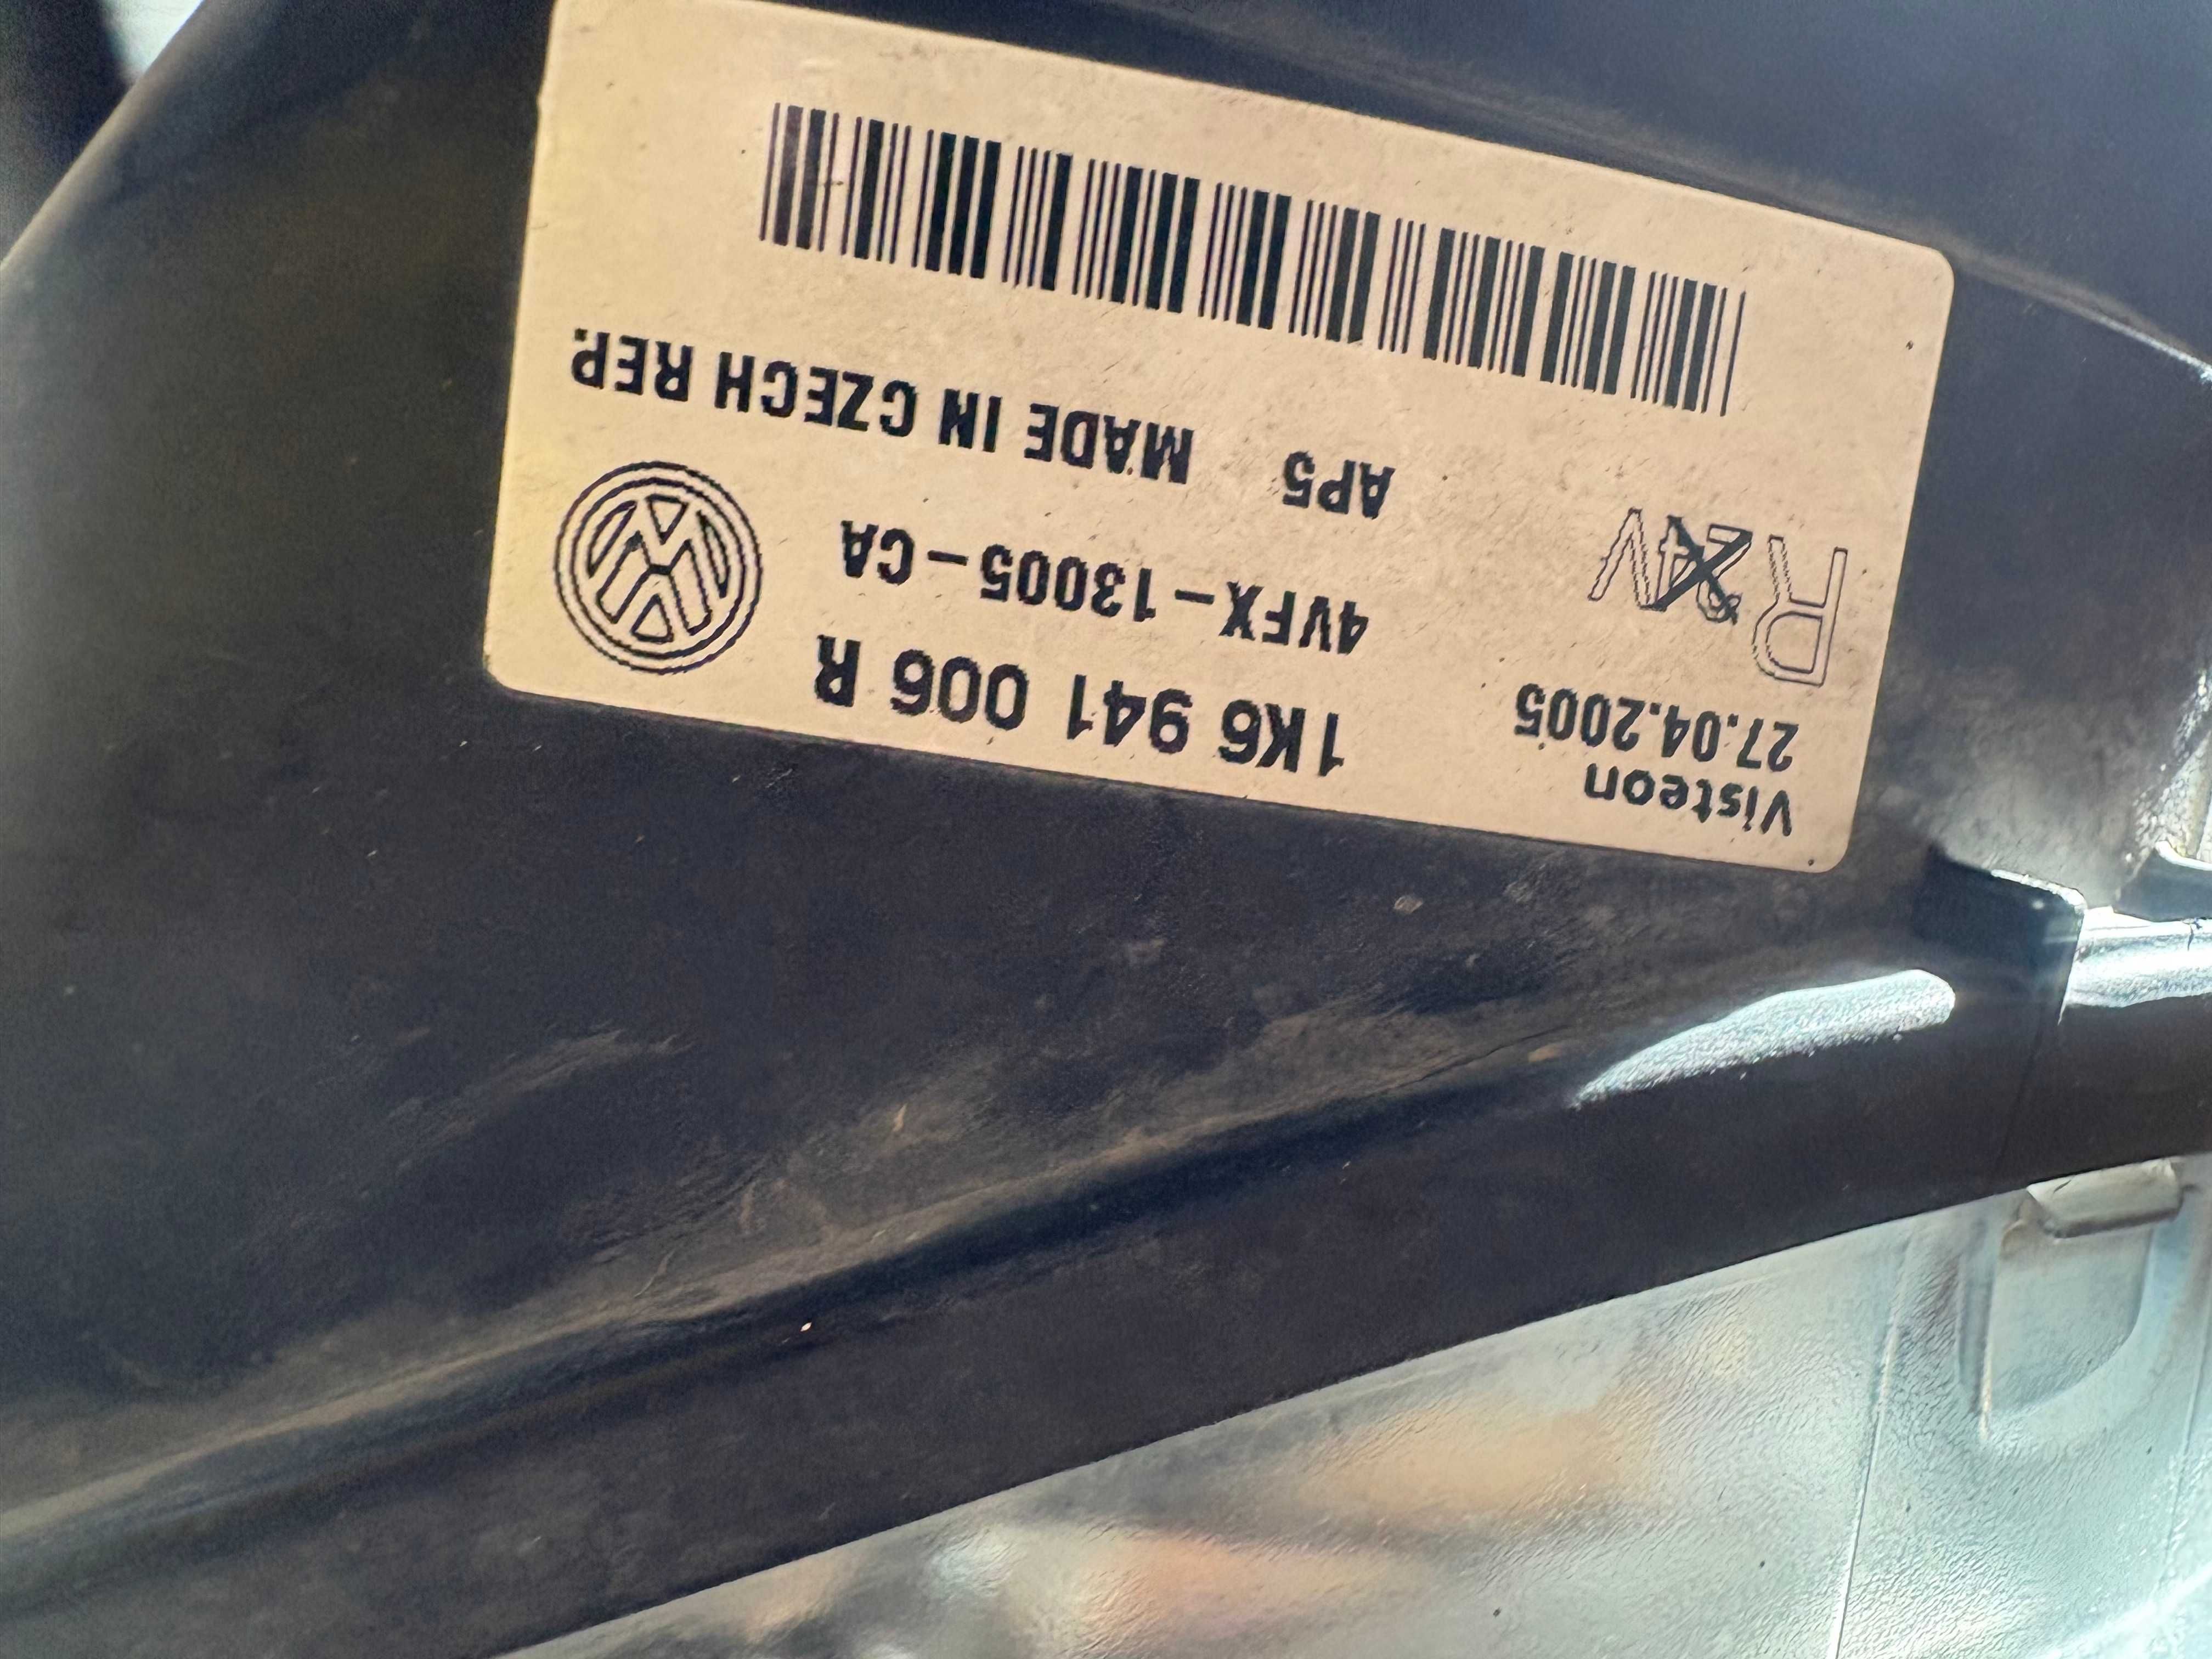 Visteon
27.04.2005
1K6 941 006 R
4VFX-13005-CA
AP5 MADE IN CZECH REP.